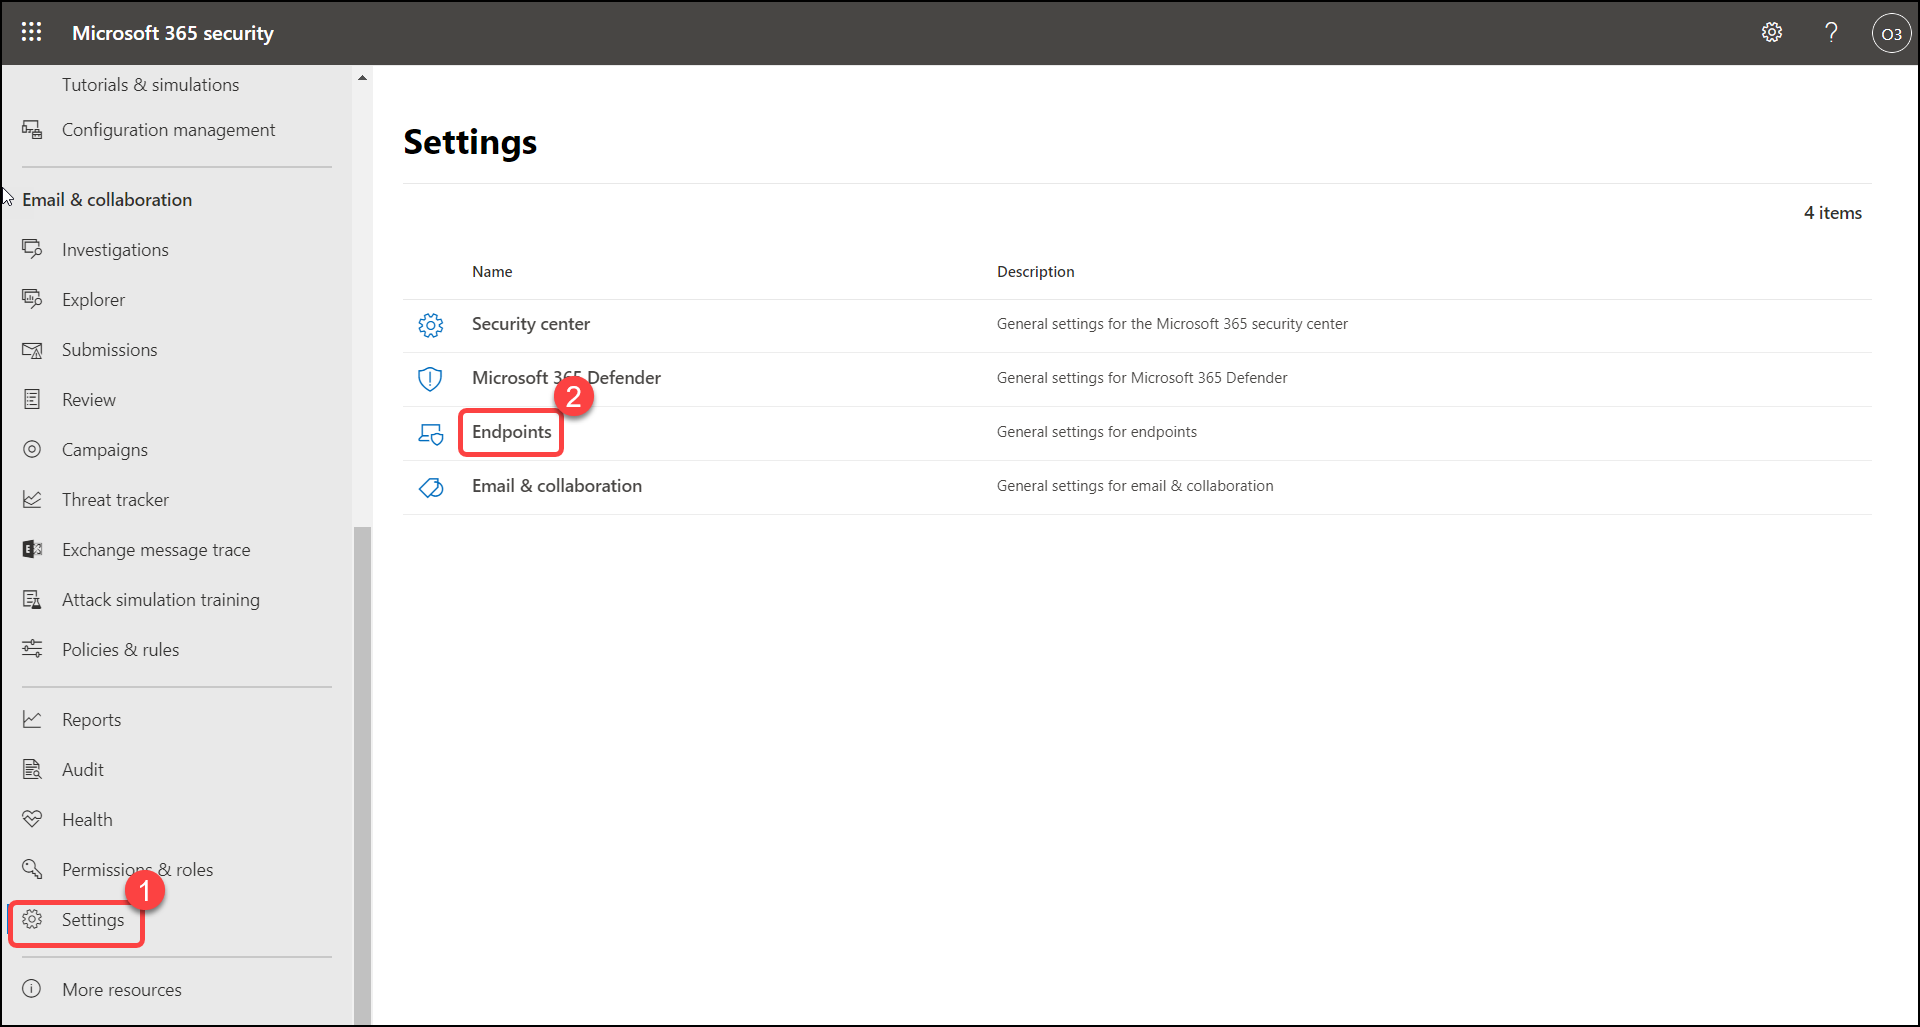 Microsoft 365 security
O3
Tutorials & simulations
Configuration management
Email & collaboration
Investigations
Explorer
Submissions
Review
Campaigns
Threat tracker
Exchange message trace
Attack simulation training
Policies & rules
Reports
Audit
Health
Permissions & roles
1
Settings
More resources
Settings
4 items
Name Description
Security center General settings for the Microsoft 365 security center
Microsoft 365 Defender General settings for Microsoft 365 Defender
2
Endpoints General settings for endpoints
Email & collaboration General settings for email & collaboration